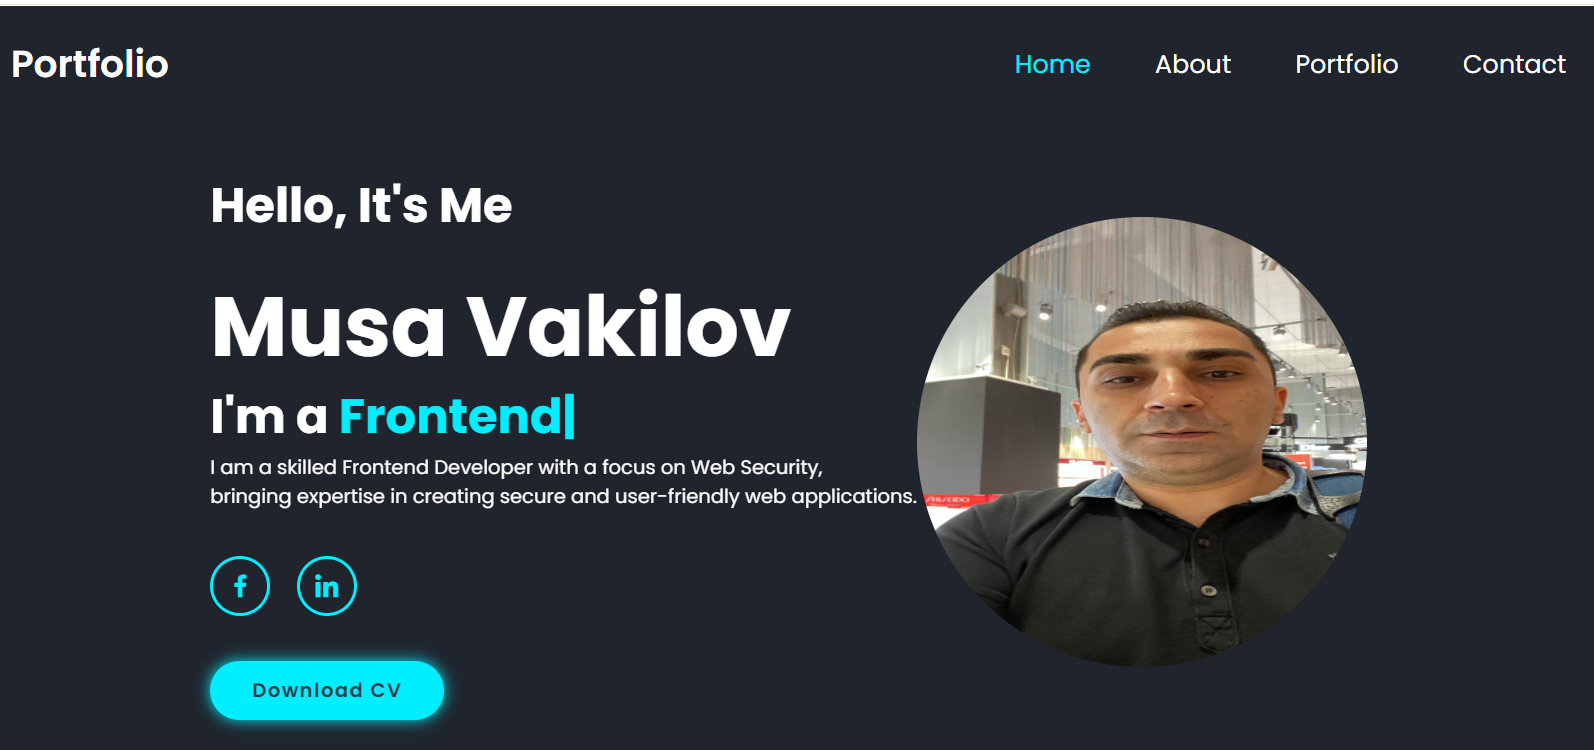 Portfolio
Home About Portfolio Contact
Hello, It's Me
Musa Vakilov
I'm a Frontend|
I am a skilled Frontend Developer with a focus on Web Security,
bringing expertise in creating secure and user-friendly web applications.
SHISEIDO
f in
Download CV